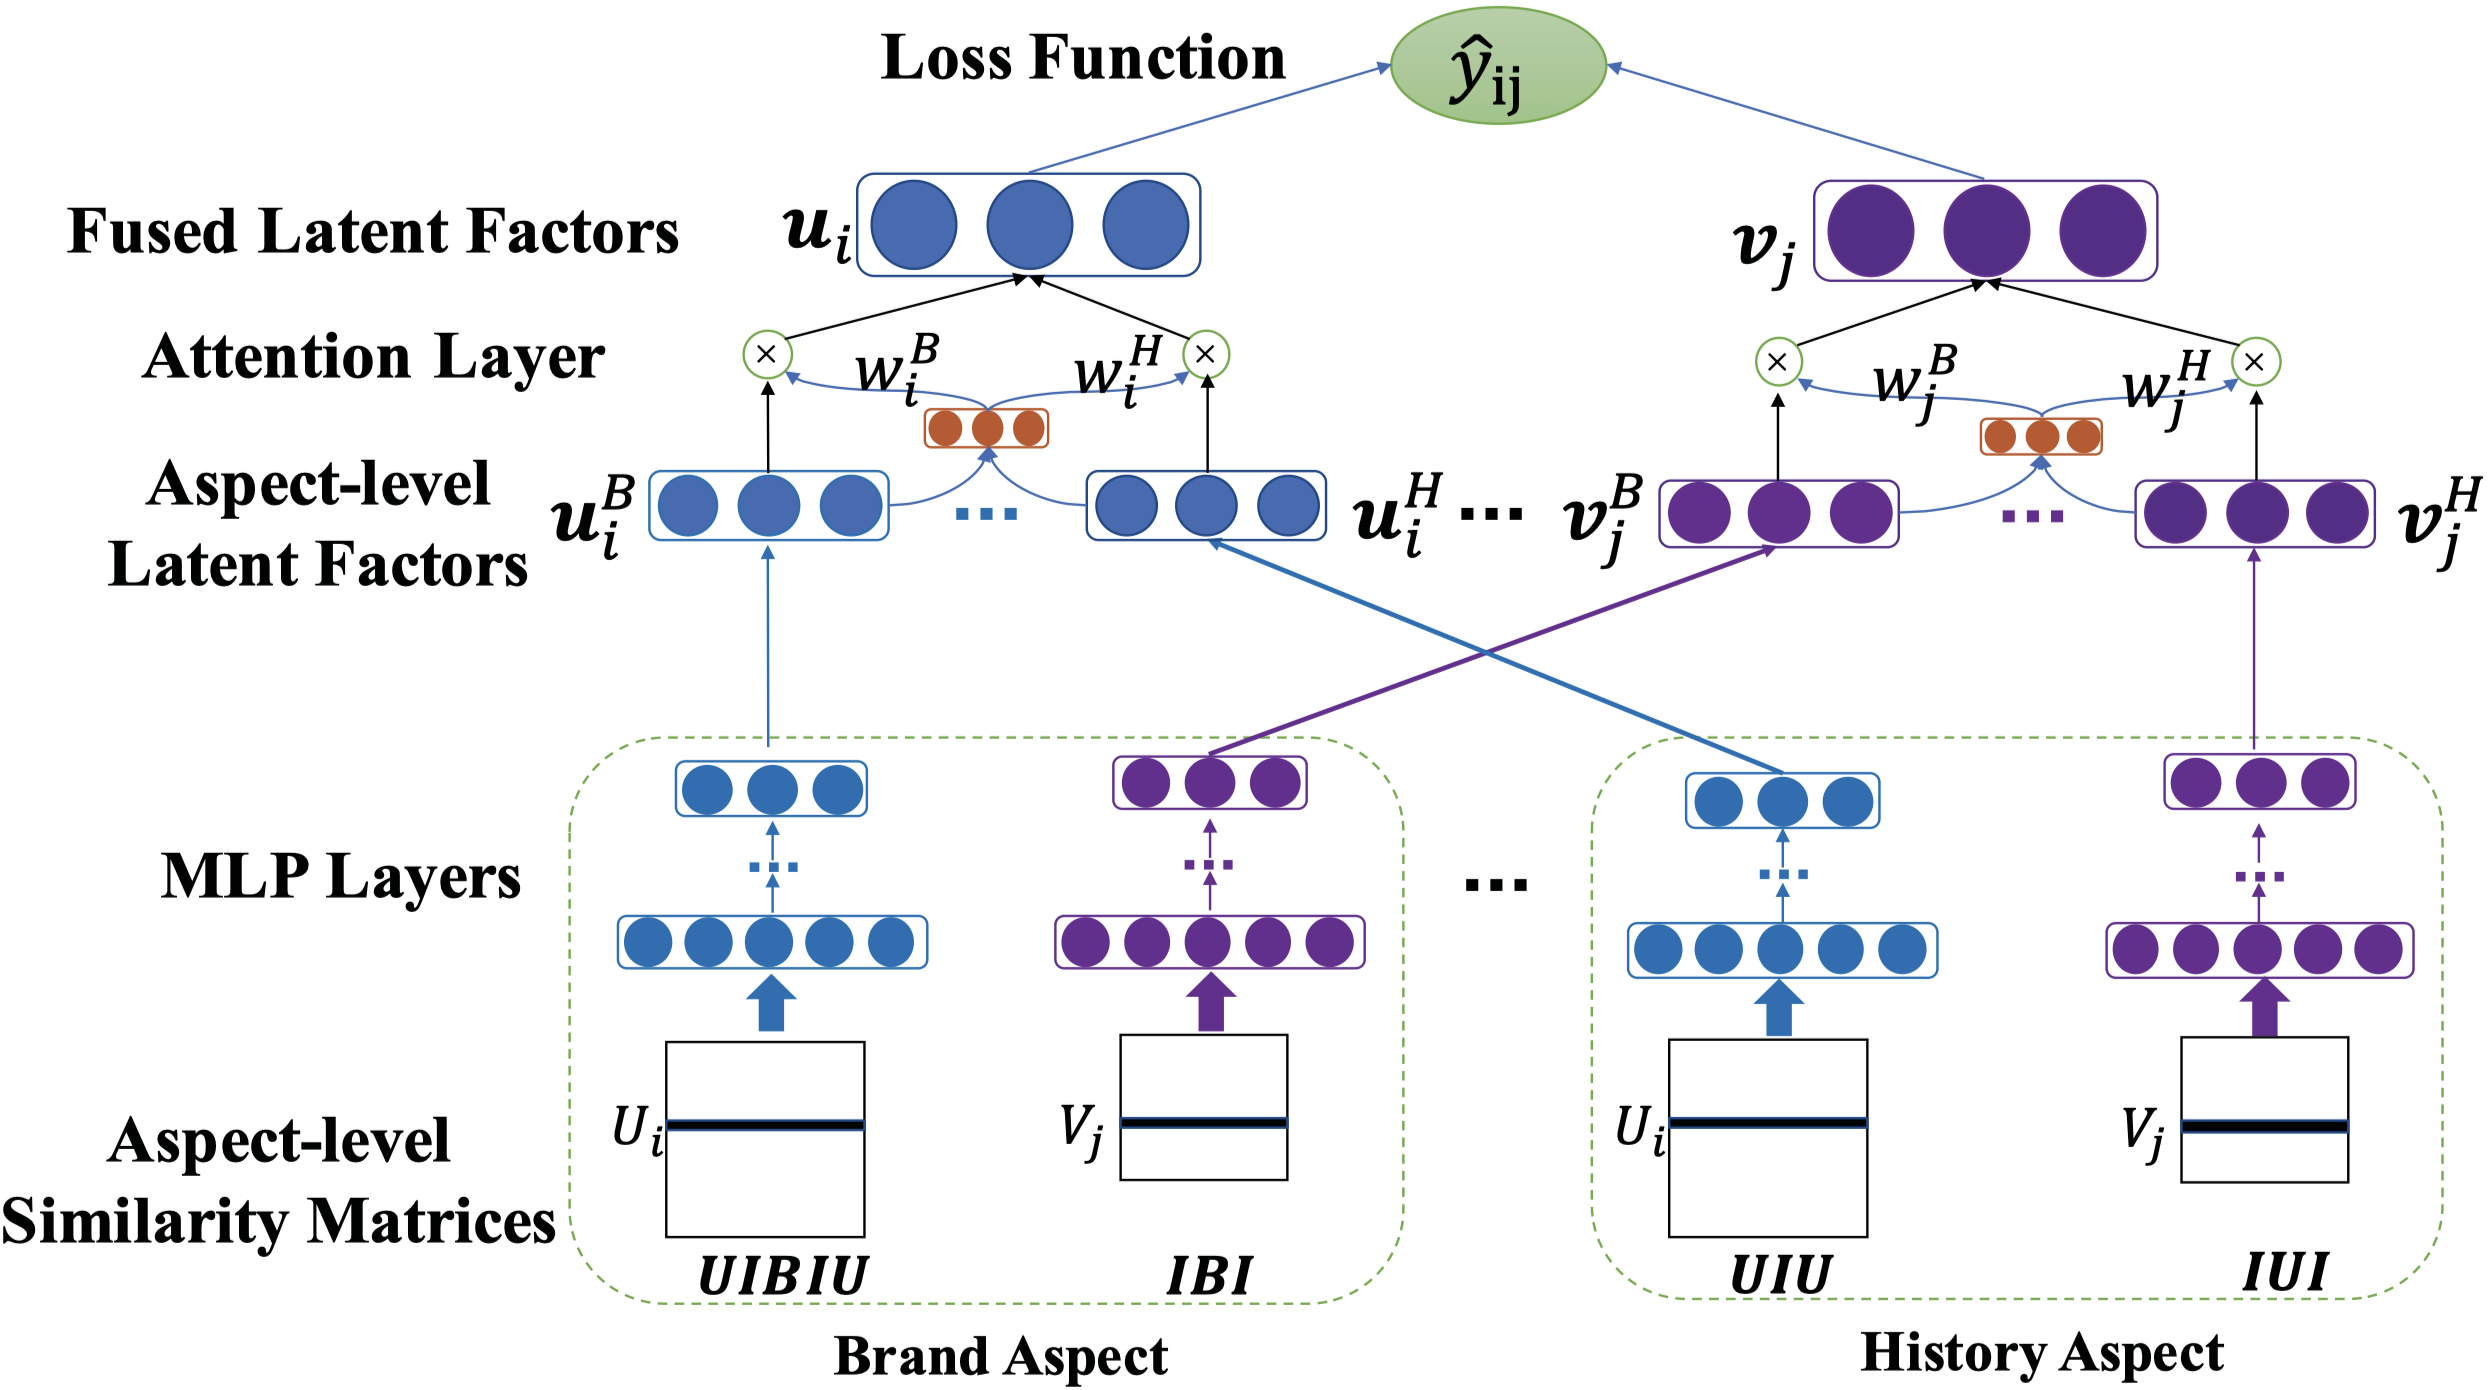 Loss Function
ŷij
Fused Latent Factors
ui
vj
Attention Layer
wiB
wiH
wjB
wjH
× × × ×
Aspect-level
Latent Factors
uiB
uiH ... vjB
vjH
MLP Layers
...
Aspect-level
Similarity Matrices
Ui
Vj
Ui
Vj
UIBIU
IBI
UIU
IUI
Brand Aspect
History Aspect